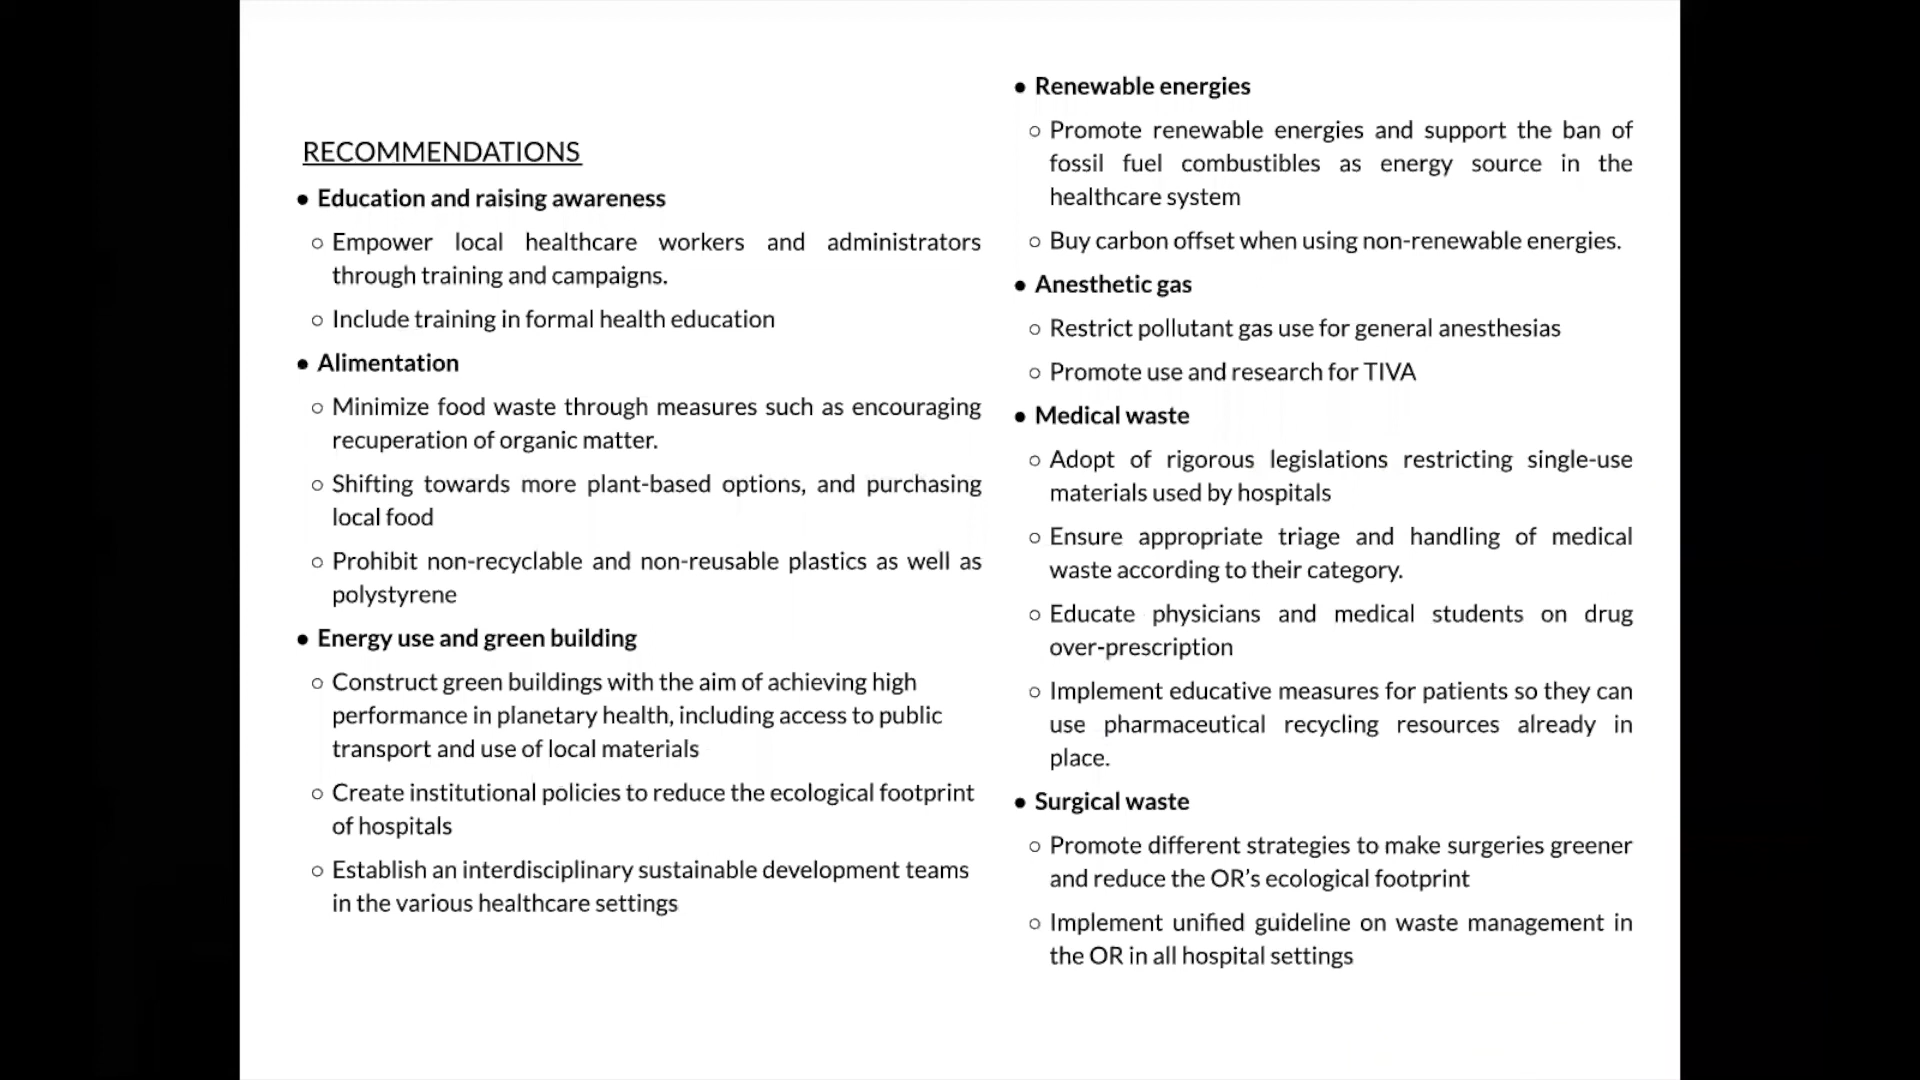 RECOMMENDATIONS
● Education and raising awareness
○ Empower local healthcare workers and administrators
through training and campaigns.
○ Include training in formal health education
● Alimentation
○ Minimize food waste through measures such as encouraging
recuperation of organic matter.
○ Shifting towards more plant-based options, and purchasing
local food
○ Prohibit non-recyclable and non-reusable plastics as well as
polystyrene
● Energy use and green building
○ Construct green buildings with the aim of achieving high
performance in planetary health, including access to public
transport and use of local materials
○ Create institutional policies to reduce the ecological footprint
of hospitals
○ Establish an interdisciplinary sustainable development teams
in the various healthcare settings
● Renewable energies
○ Promote renewable energies and support the ban of
fossil fuel combustibles as energy source in the
healthcare system
○ Buy carbon offset when using non-renewable energies.
● Anesthetic gas
○ Restrict pollutant gas use for general anesthesias
○ Promote use and research for TIVA
● Medical waste
○ Adopt of rigorous legislations restricting single-use
materials used by hospitals
○ Ensure appropriate triage and handling of medical
waste according to their category.
○ Educate physicians and medical students on drug
over-prescription
○ Implement educative measures for patients so they can
use pharmaceutical recycling resources already in
place.
● Surgical waste
○ Promote different strategies to make surgeries greener
and reduce the OR’s ecological footprint
○ Implement unified guideline on waste management in
the OR in all hospital settings